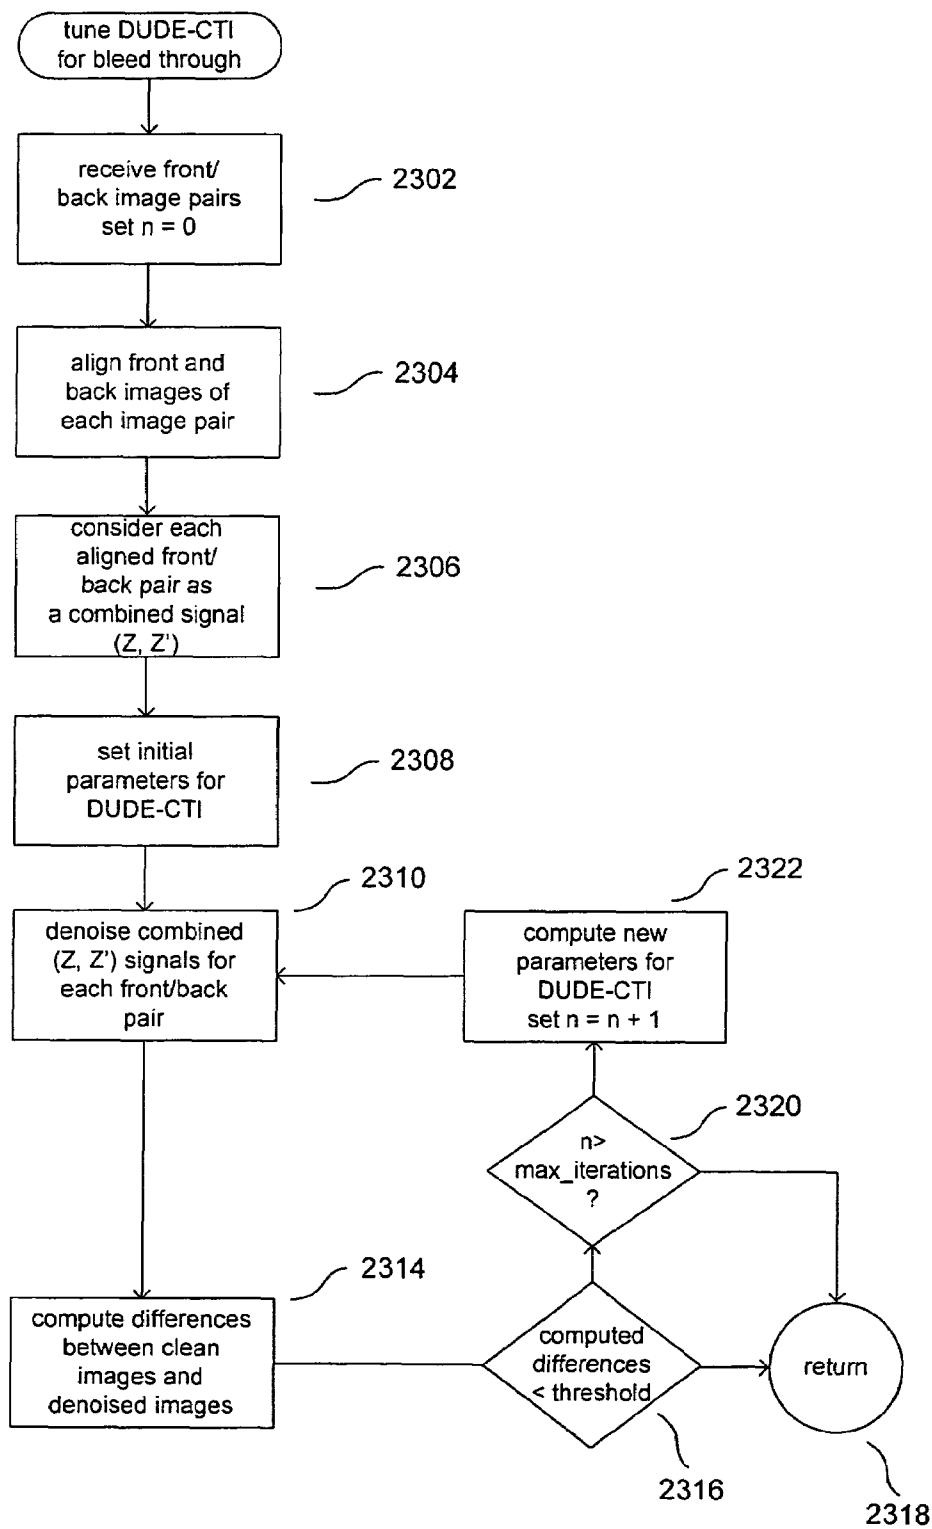 tune DUDE-CTI
for bleed through
receive front/
back image pairs
set n = 0
2302
align front and
back images of
each image pair
2304
consider each
aligned front/
back pair as
a combined signal
(Z, Z')
2306
set initial
parameters for
DUDE-CTI
2308
denoise combined
(Z, Z') signals for
each front/back
pair
2310
compute new
parameters for
DUDE-CTI
set n = n + 1
2322
n>
max_iterations
?
2320
compute differences
between clean
images and
denoised images
2314
computed
differences
< threshold
2316
return
2318